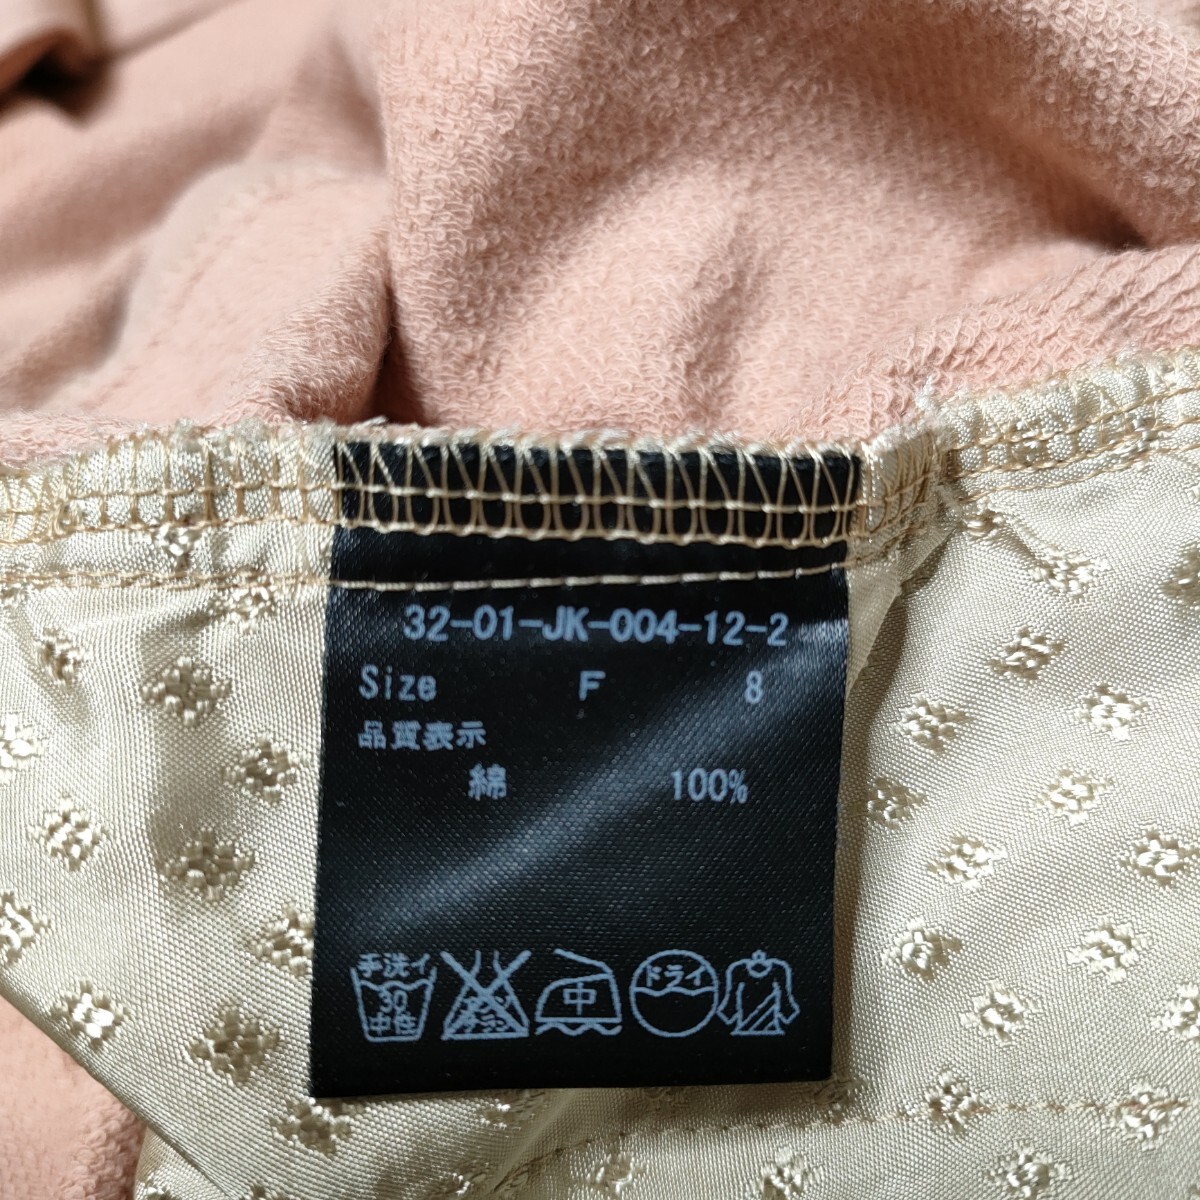 32-01-JK-004-12-2
Size F 8
品質表示
綿 100%
手洗イ 30 中性
中
ドライ